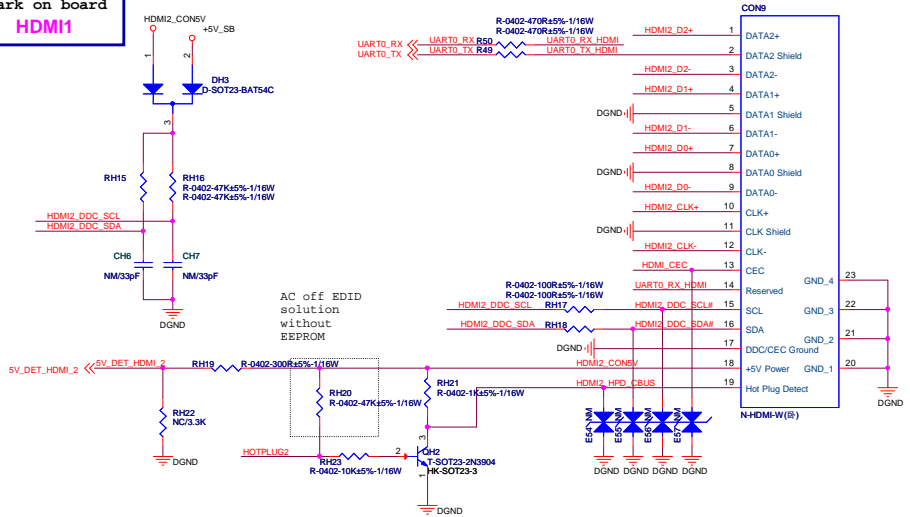 ark on board
HDMI1
HDMI2_CON5V
+5V_SB
1
2
DH3
D-SOT23-BAT54C
3
RH15
RH16
R-0402-47K±5%-1/16W
R-0402-47K±5%-1/16W
HDMI2_DDC_SCL
HDMI2_DDC_SDA
CH6
CH7
NM/33pF
NM/33pF
DGND
R-0402-470R±5%-1/16W
R-0402-470R±5%-1/16W
UART0_RX
UART0_RX
R50
UART0_RX_HDMI
UART0_TX
UART0_TX
R49
UART0_TX_HDMI
CON9
HDMI2_D2+
1
DATA2+
2
DATA2 Shield
HDMI2_D2-
3
DATA2-
HDMI2_D1+
4
DATA1+
DGND
5
DATA1 Shield
HDMI2_D1-
6
DATA1-
HDMI2_D0+
7
DATA0+
DGND
8
DATA0 Shield
HDMI2_D0-
9
DATA0-
HDMI2_CLK+
10
CLK+
DGND
11
CLK Shield
HDMI2_CLK-
12
CLK-
HDMI_CEC
13
CEC
UART0_RX_HDMI
14
Reserved
R-0402-100R±5%-1/16W
R-0402-100R±5%-1/16W
HDMI2_DDC_SCL
RH17
HDMI2_DDC_SCL#
15
SCL
HDMI2_DDC_SDA
RH18
HDMI2_DDC_SDA#
16
SDA
DGND
17
DDC/CEC Ground
HDMI2_CON5V
18
+5V Power
HDMI2_HPD_CBUS
19
Hot Plug Detect
GND_4
23
GND_3
22
GND_2
21
GND_1
20
DGND
N-HDMI-W(卧)
AC off EDID
solution
without
EEPROM
5V_DET_HDMI_2
5V_DET_HDMI_2
RH19
R-0402-300R±5%-1/16W
RH20
R-0402-47K±5%-1/16W
RH21
R-0402-1K±5%-1/16W
RH22
NC/3.3K
DGND
HOTPLUG2
RH23
R-0402-10K±5%-1/16W
2
3
1
QH2
T-SOT23-2N3904
HK-SOT23-3
DGND
E54 NM
E55 NM
E56 NM
E57 NM
DGND
DGND
DGND
DGND